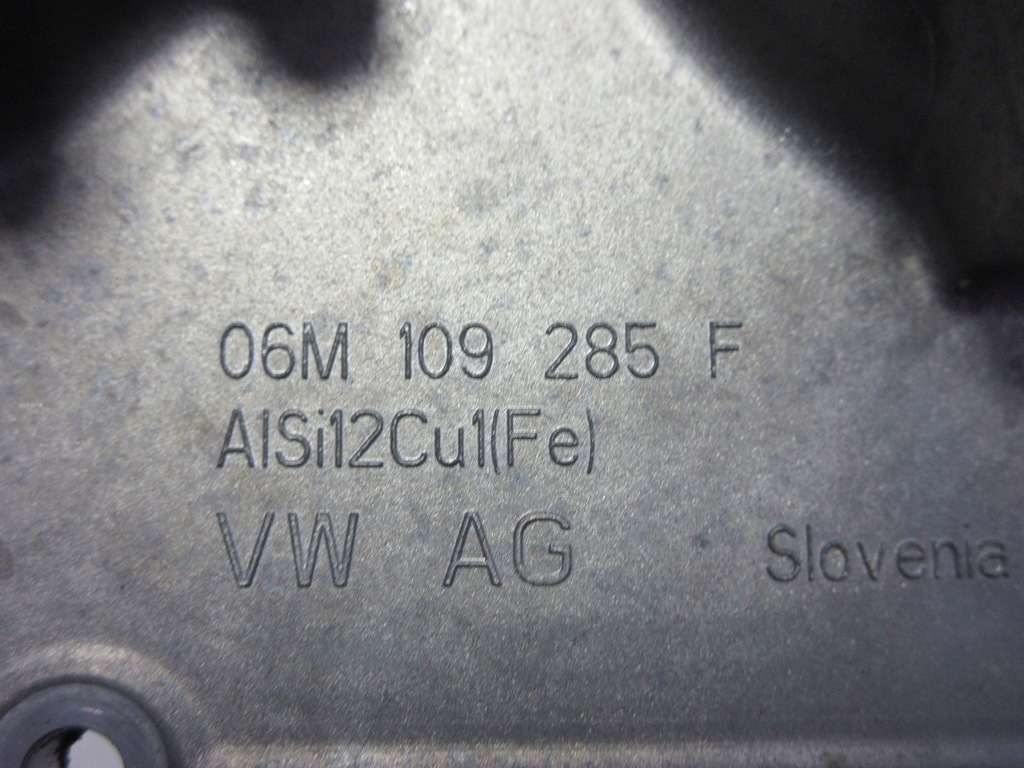 06M 109 285 F
AlSi12Cu1(Fe)
VW AG Slovenia